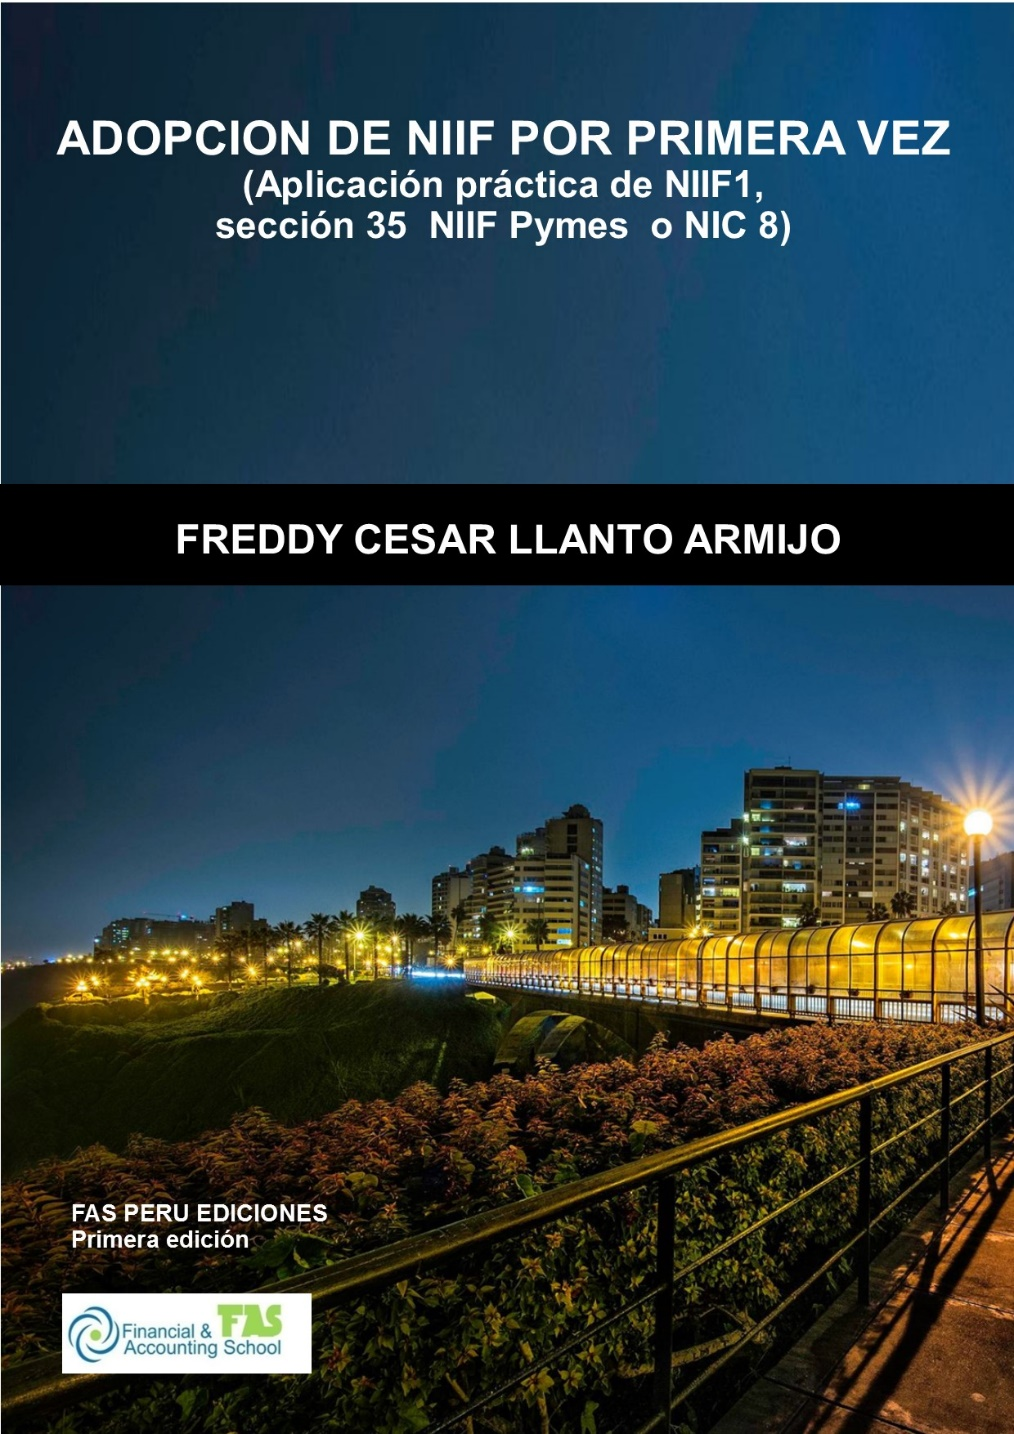 ADOPCION DE NIIF POR PRIMERA VEZ
(Aplicación práctica de NIIF1,
sección 35  NIIF Pymes  o NIC 8)
FREDDY CESAR LLANTO ARMIJO
FAS PERU EDICIONES
Primera edición
Financial & FAS
Accounting School